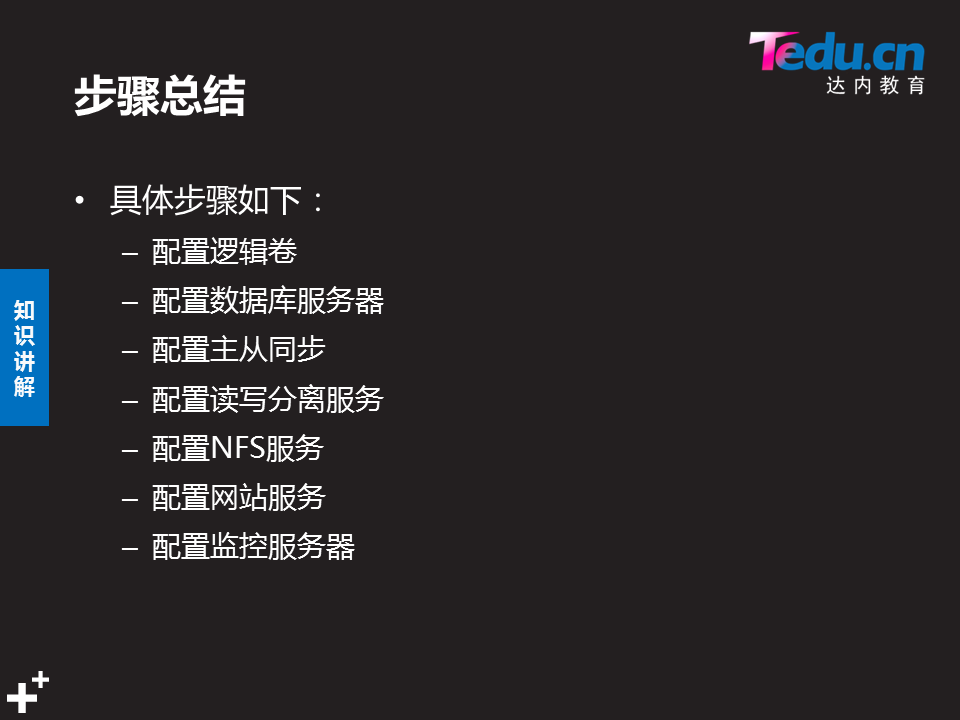 Tedu.cn
达内教育
步骤总结
• 具体步骤如下：
– 配置逻辑卷
– 配置数据库服务器
– 配置主从同步
– 配置读写分离服务
– 配置NFS服务
– 配置网站服务
– 配置监控服务器
知
识
讲
解